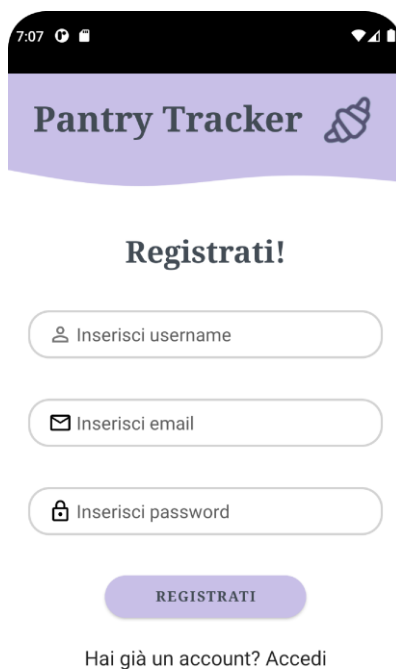 7:07
Pantry Tracker
Registrati!
Inserisci username
Inserisci email
Inserisci password
REGISTRATI
Hai già un account? Accedi